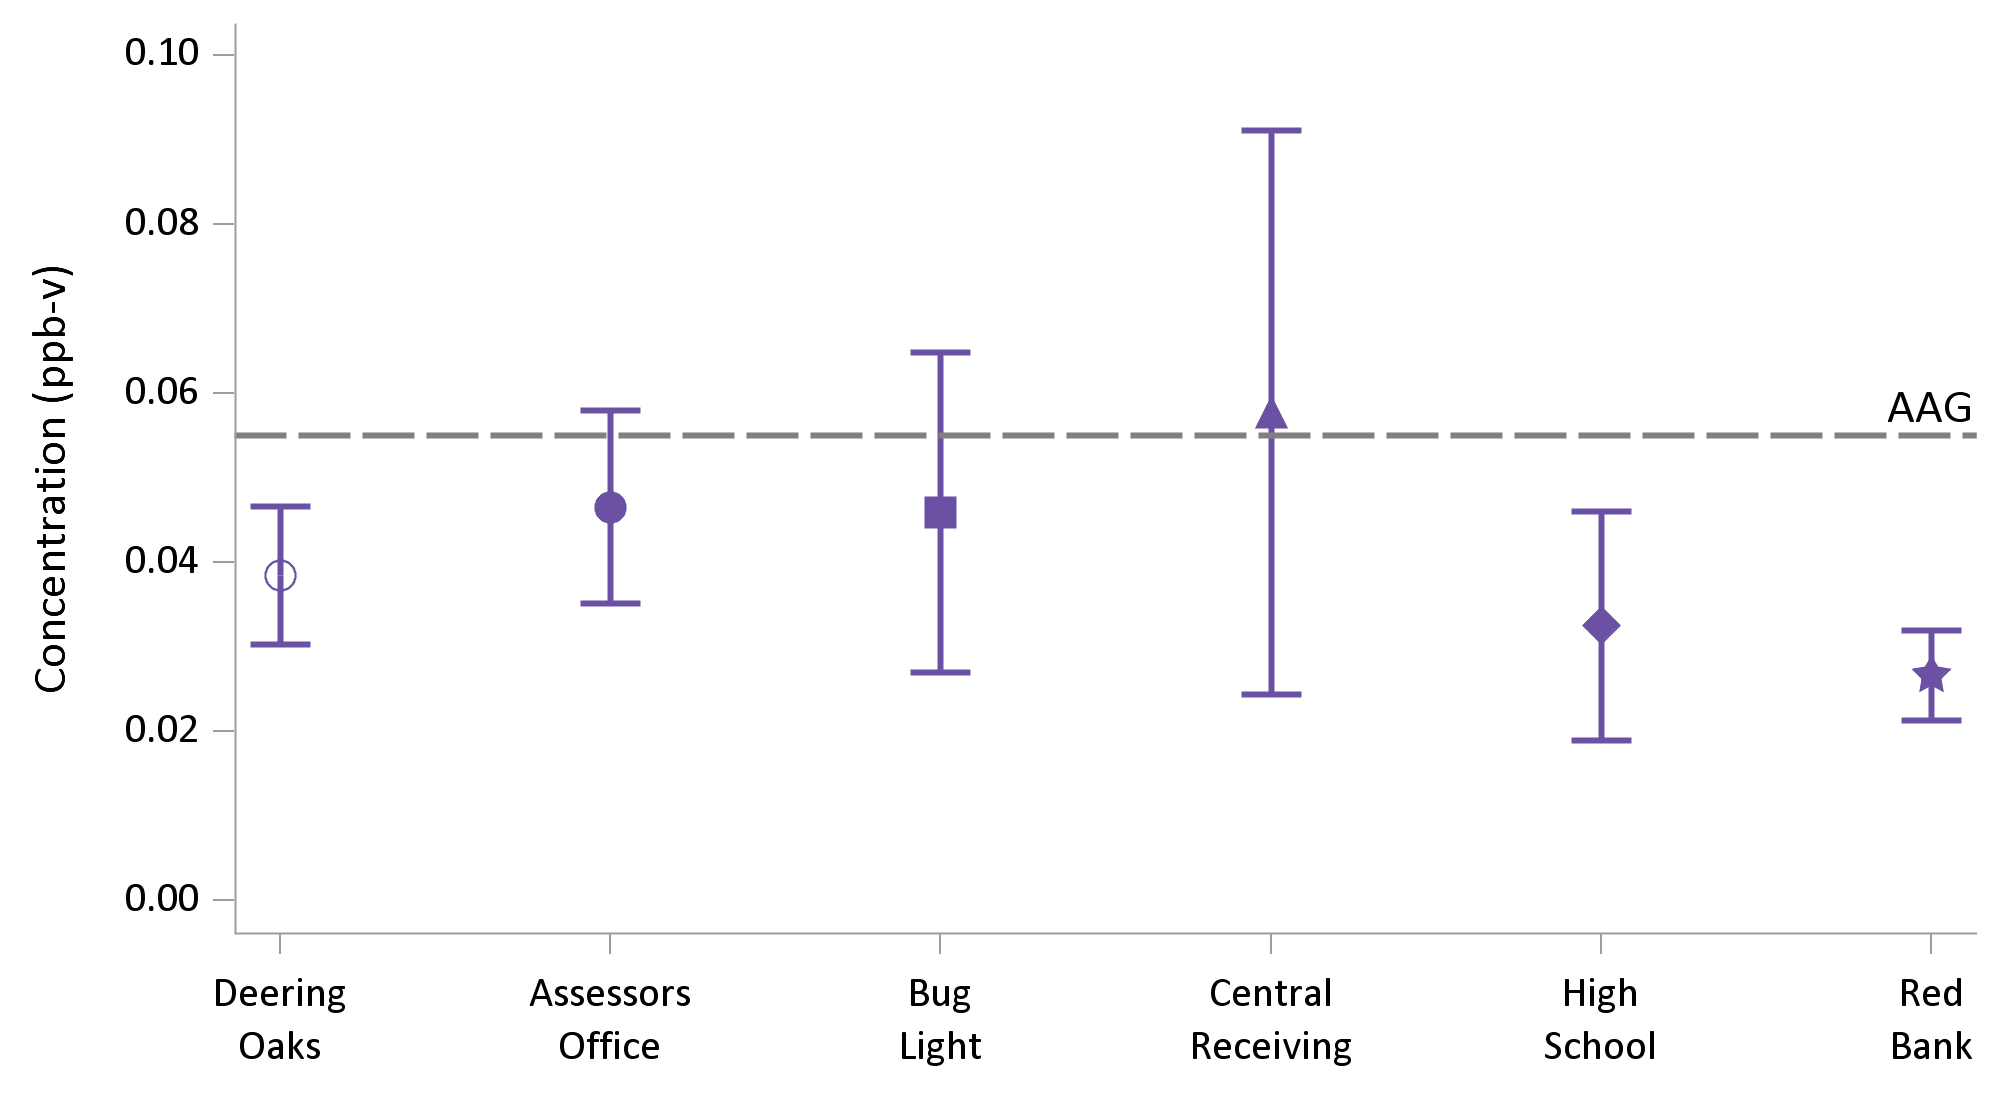 Concentration (ppb-v)
0.10
0.08
0.06
0.04
0.02
0.00
AAG
Deering
Oaks
Assessors
Office
Bug
Light
Central
Receiving
High
School
Red
Bank